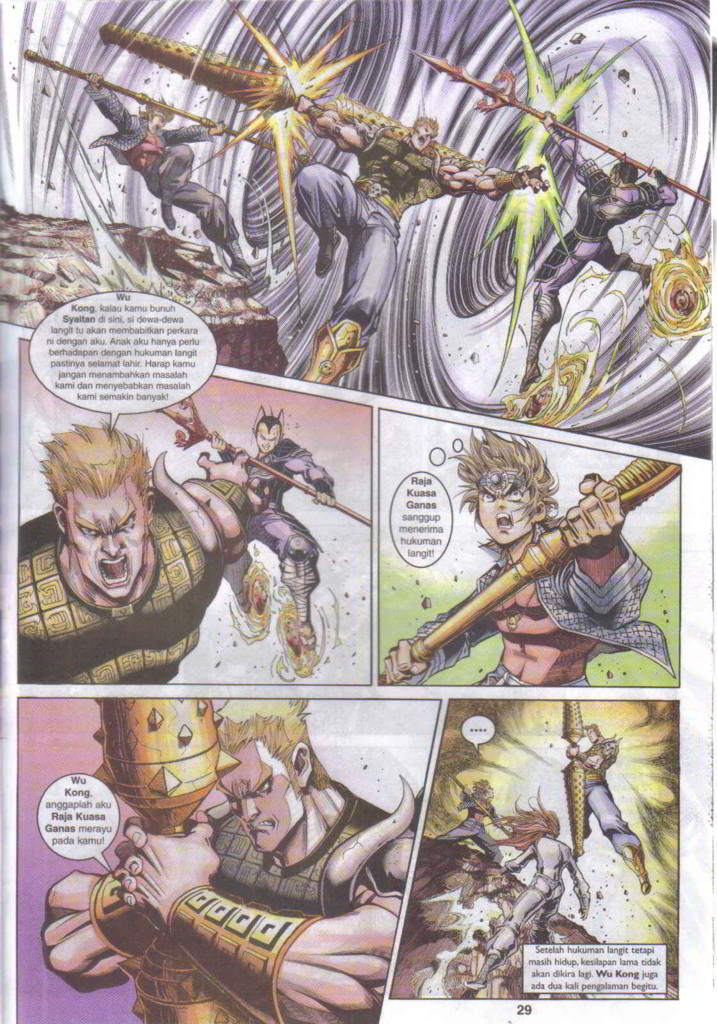 Wu
Kong, kalau kamu bunuh
Syaitan di sini, si dewa-dewa
langit tu akan membabitkan perkara
ni dengan aku. Anak aku hanya perlu
berhadapan dengan hukuman langit
pastinya selamat lahir. Harap kamu
jangan menambahkan masalah
kami dan menyebabkan masalah
kami semakin banyak!
Raja
Kuasa
Ganas
sanggup
menerima
hukuman
langit!
Wu
Kong,
anggaplah aku
Raja Kuasa
Ganas merayu
pada kamu!
....
Setelah hukuman langit tetapi
masih hidup, kesilapan lama tidak
akan dikira lagi. Wu Kong juga
ada dua kali pengalaman begitu.
29